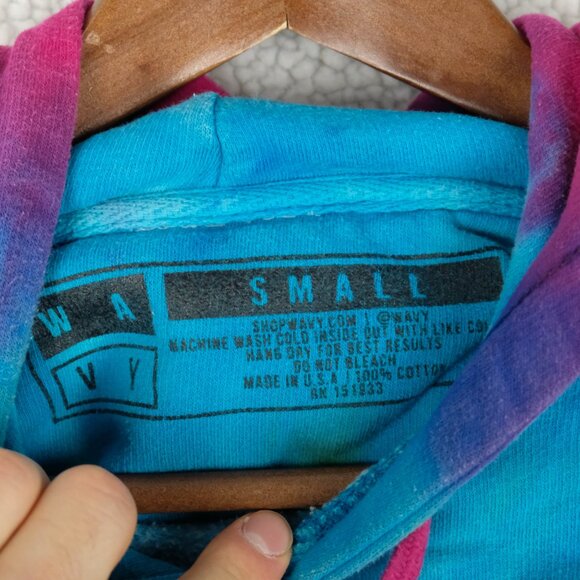 W A
V Y
SMALL
SHOPWAVY.COM | @WAVY
MACHINE WASH COLD INSIDE OUT WITH LIKE
HANG DRY FOR BEST RESULTS
DO NOT BLEACH
MADE IN U.S.A | 100% COTTON
RN 151833